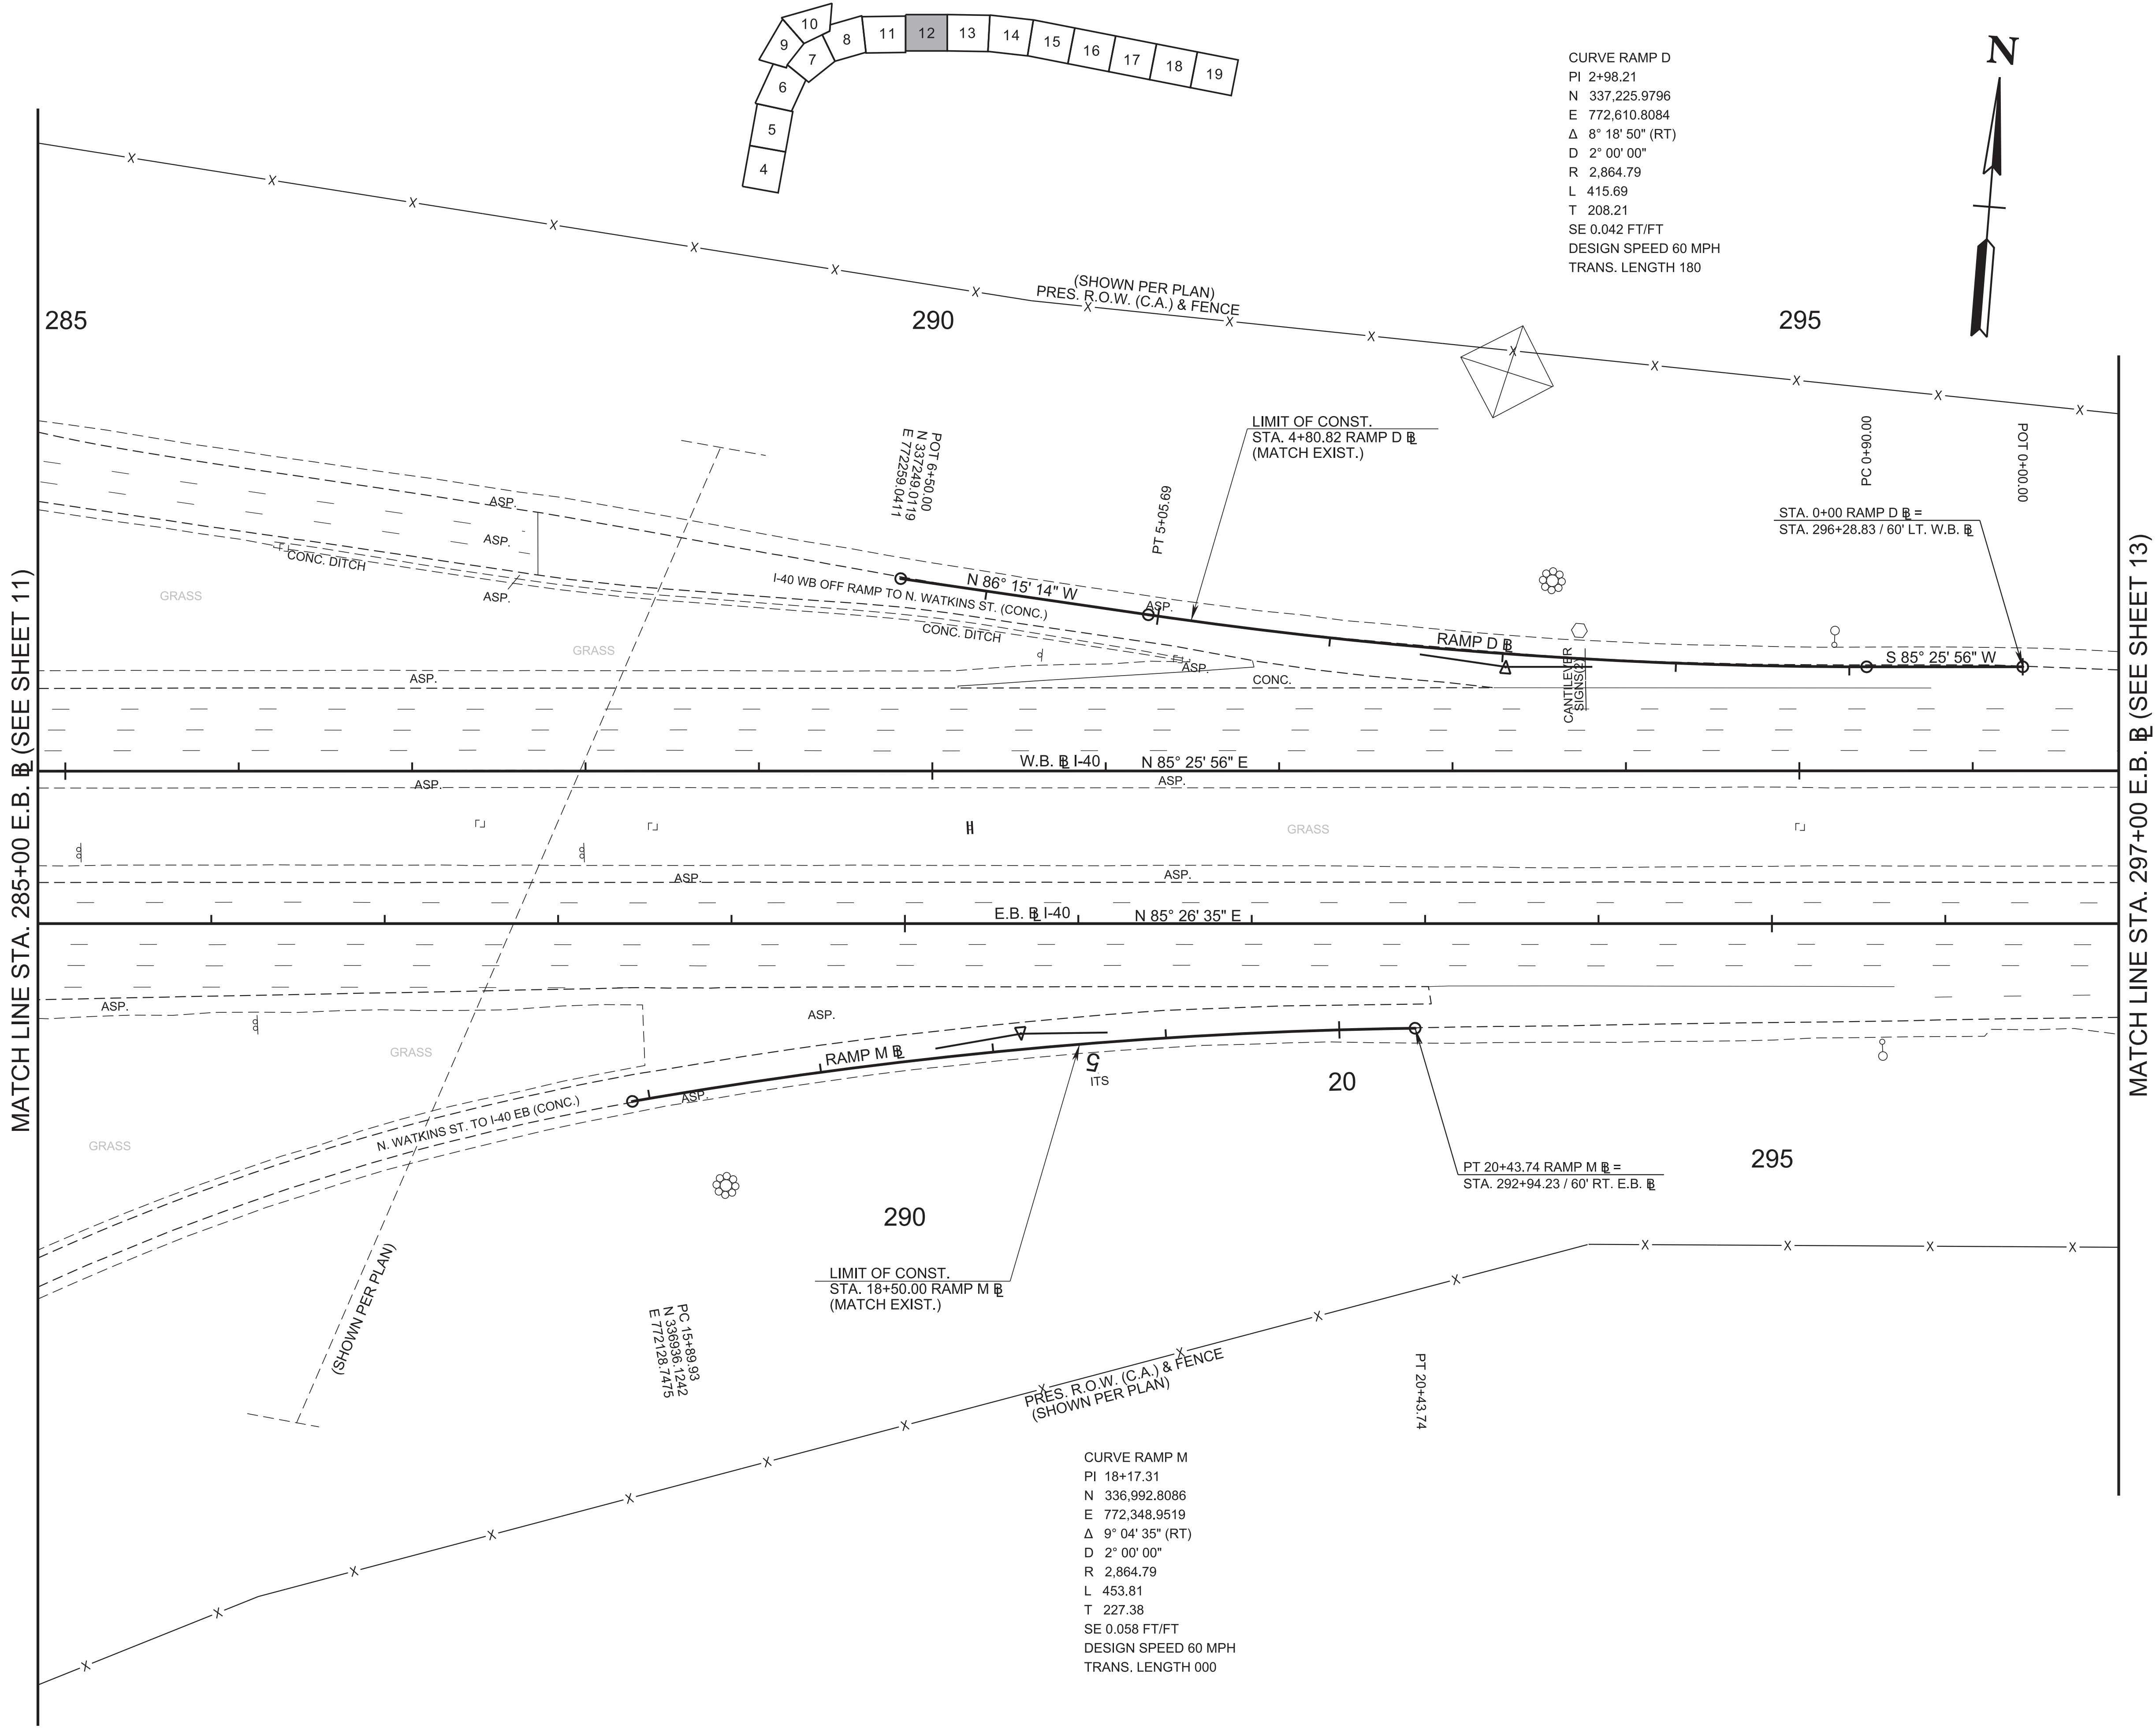 10
9
8
11
12
13
14
15
16
17
18
19
7
6
5
4
CURVE RAMP D
PI 2+98.21
N 337,225.9796
E 772,610.8084
Δ 8° 18' 50" (RT)
D 2° 00' 00"
R 2,864.79
L 415.69
T 208.21
SE 0.042 FT/FT
DESIGN SPEED 60 MPH
TRANS. LENGTH 180
N
(SHOWN PER PLAN)
PRES. R.O.W. (C.A.) & FENCE
285
290
295
MATCH LINE STA. 285+00 E.B. ℄ (SEE SHEET 11)
MATCH LINE STA. 297+00 E.B. ℄ (SEE SHEET 13)
POT 6+50.00
N 337249.0119
E 772259.0411
LIMIT OF CONST.
STA. 4+80.82 RAMP D ℄
(MATCH EXIST.)
PT 5+05.69
PC 0+90.00
POT 0+00.00
STA. 0+00 RAMP D ℄ =
STA. 296+28.83 / 60' LT. W.B. ℄
ASP.
ASP.
CONC. DITCH
ASP.
GRASS
I-40 WB OFF RAMP TO N. WATKINS ST. (CONC.)
N 86° 15' 14" W
ASP.
CONC. DITCH
RAMP D ℄
S 85° 25' 56" W
GRASS
ASP.
ASP.
CONC.
CANTILEVER
SIGNS(2)
W.B. ℄ I-40
N 85° 25' 56" E
ASP.
ASP.
GRASS
ASP.
ASP.
E.B. ℄ I-40
N 85° 26' 35" E
ASP.
ASP.
GRASS
RAMP M ℄
5
ITS
20
ASP.
N. WATKINS ST. TO I-40 EB (CONC.)
GRASS
PT 20+43.74 RAMP M ℄ =
STA. 292+94.23 / 60' RT. E.B. ℄
295
290
LIMIT OF CONST.
STA. 18+50.00 RAMP M ℄
(MATCH EXIST.)
(SHOWN PER PLAN)
PC 15+89.93
N 336936.1242
E 772128.7475
PRES. R.O.W. (C.A.) & FENCE
(SHOWN PER PLAN)
PT 20+43.74
CURVE RAMP M
PI 18+17.31
N 336,992.8086
E 772,348.9519
Δ 9° 04' 35" (RT)
D 2° 00' 00"
R 2,864.79
L 453.81
T 227.38
SE 0.058 FT/FT
DESIGN SPEED 60 MPH
TRANS. LENGTH 000